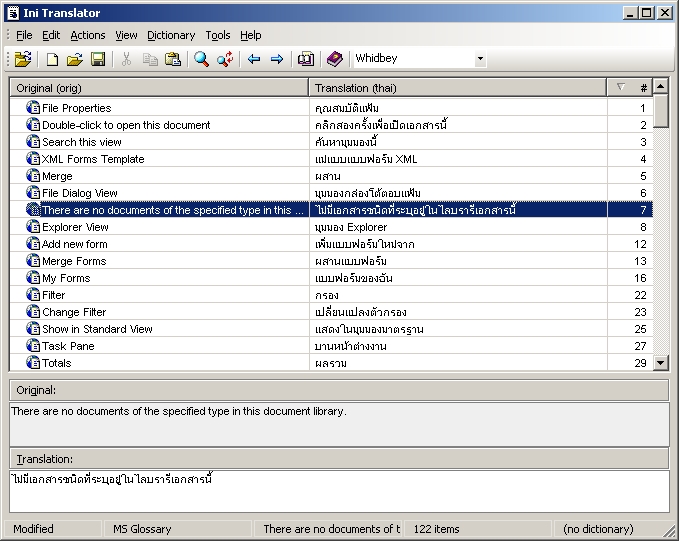 Ini Translator
File Edit Actions View Dictionary Tools Help
Whidbey
Original (orig) Translation (thai) #
File Properties คุณสมบัติแฟ้ม 1
Double-click to open this document คลิกสองครั้งเพื่อเปิดเอกสารนี้ 2
Search this view ค้นหามุมมองนี้ 3
XML Forms Template แม่แบบแบบฟอร์ม XML 4
Merge ผสาน 5
File Dialog View มุมมองกล่องโต้ตอบแฟ้ม 6
There are no documents of the specified type in this ... ไม่มีเอกสารชนิดที่ระบุอยู่ในไลบรารีเอกสารนี้ 7
Explorer View มุมมอง Explorer 8
Add new form เพิ่มแบบฟอร์มใหม่จาก 12
Merge Forms ผสานแบบฟอร์ม 13
My Forms แบบฟอร์มของฉัน 16
Filter กรอง 22
Change Filter เปลี่ยนแปลงตัวกรอง 23
Show in Standard View แสดงในมุมมองมาตรฐาน 25
Task Pane บานหน้าต่างงาน 27
Totals ผลรวม 29
Original:
There are no documents of the specified type in this document library.
Translation:
ไม่มีเอกสารชนิดที่ระบุอยู่ในไลบรารีเอกสารนี้
Modified MS Glossary There are no documents of t 122 items (no dictionary)